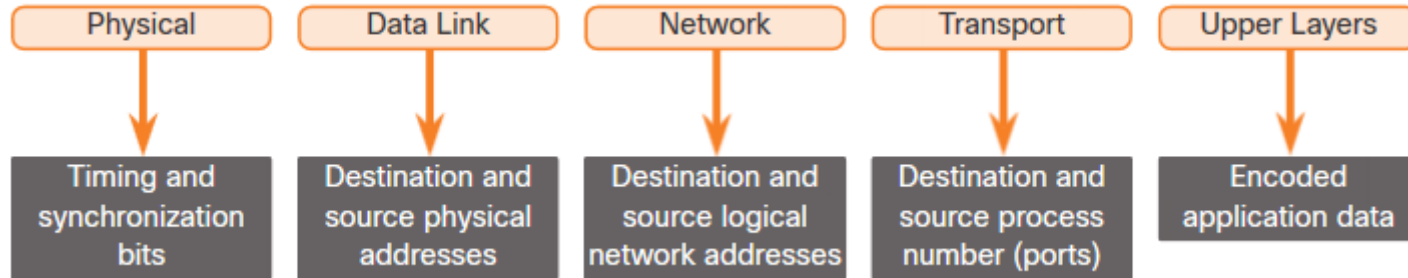 Physical
Data Link
Network
Transport
Upper Layers
Timing and
synchronization
bits
Destination and
source physical
addresses
Destination and
source logical
network addresses
Destination and
source process
number (ports)
Encoded
application data